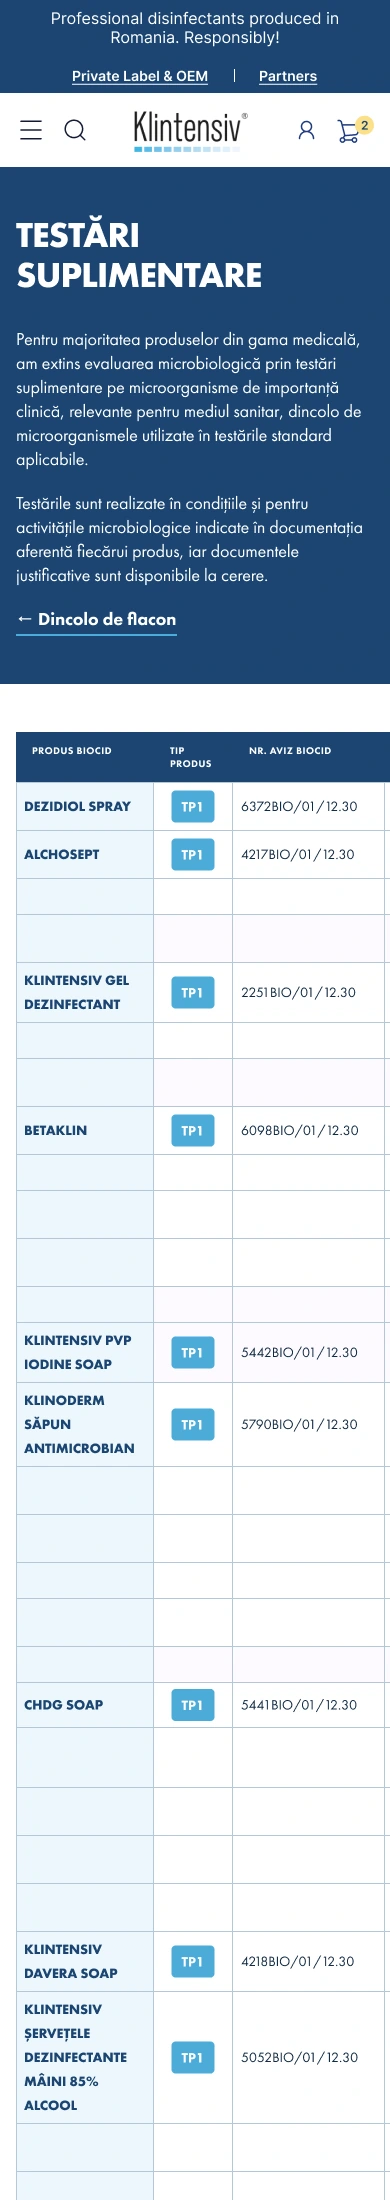 Professional disinfectants produced in
Romania. Responsibly!
Private Label & OEM | Partners
Klintensiv®
2
TESTĂRI
SUPLIMENTARE
Pentru majoritatea produselor din gama medicală,
am extins evaluarea microbiologică prin testări
suplimentare pe microorganisme de importanță
clinică, relevante pentru mediul sanitar, dincolo de
microorganismele utilizate în testările standard
aplicabile.
Testările sunt realizate în condițiile și pentru
activitățile microbiologice indicate în documentația
aferentă fiecărui produs, iar documentele
justificative sunt disponibile la cerere.
← Dincolo de flacon
PRODUS BIOCID TIP PRODUS NR. AVIZ BIOCID
DEZIDIOL SPRAY TP1 6372BIO/01/12.30
ALCHOSEPT TP1 4217BIO/01/12.30
KLINTENSIV GEL
DEZINFECTANT TP1 2251BIO/01/12.30
BETAKLIN TP1 6098BIO/01/12.30
KLINTENSIV PVP
IODINE SOAP TP1 5442BIO/01/12.30
KLINODERM
SĂPUN TP1 5790BIO/01/12.30
ANTIMICROBIAN
CHDG SOAP TP1 5441BIO/01/12.30
KLINTENSIV
DAVERA SOAP TP1 4218BIO/01/12.30
KLINTENSIV
ȘERVEȚELE
DEZINFECTANTE TP1 5052BIO/01/12.30
MÂINI 85%
ALCOOL